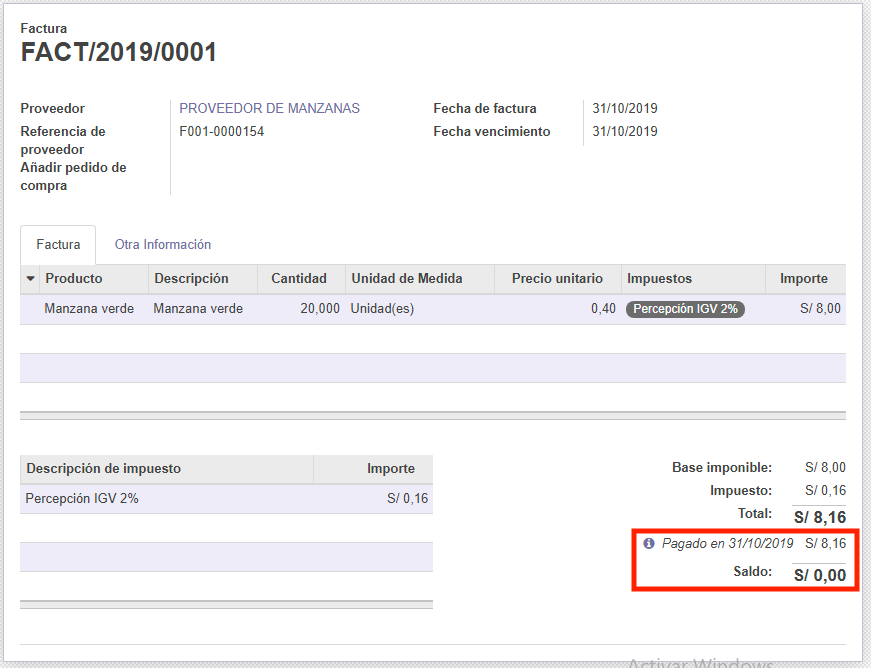 Factura
FACT/2019/0001
Proveedor PROVEEDOR DE MANZANAS Fecha de factura 31/10/2019
Referencia de proveedor F001-0000154 Fecha vencimiento 31/10/2019
Añadir pedido de compra
Factura Otra Información
Producto Descripción Cantidad Unidad de Medida Precio unitario Impuestos Importe
Manzana verde Manzana verde 20,000 Unidad(es) 0,40 Percepción IGV 2% S/ 8,00
Descripción de impuesto Importe
Percepción IGV 2% S/ 0,16
Base imponible: S/ 8,00
Impuesto: S/ 0,16
Total: S/ 8,16
Pagado en 31/10/2019 S/ 8,16
Saldo: S/ 0,00
Activar Windows